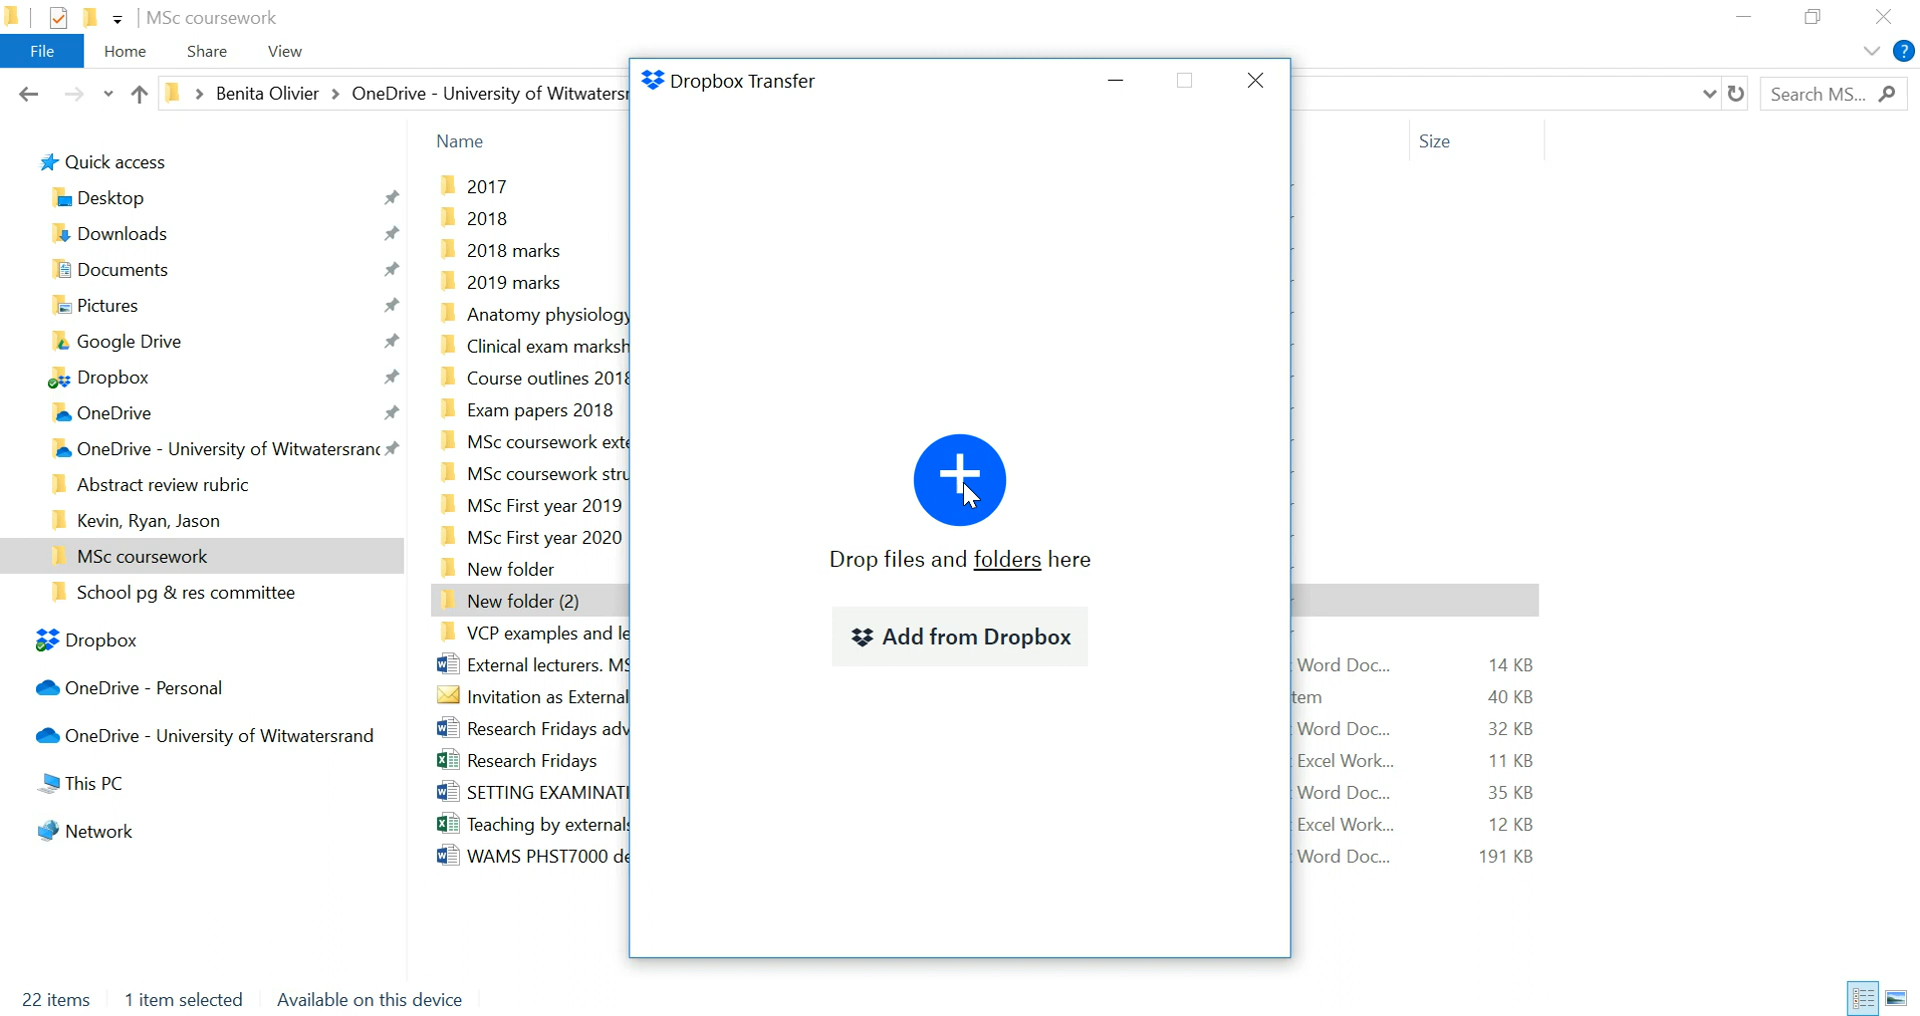 MSc coursework
File Home Share View
Benita Olivier > OneDrive - University of Witwatersr
Search MS...
Dropbox Transfer
Name
Size
Quick access
Desktop
Downloads
Documents
Pictures
Google Drive
Dropbox
OneDrive
OneDrive - University of Witwatersran
Abstract review rubric
Kevin, Ryan, Jason
MSc coursework
School pg & res committee
Dropbox
OneDrive - Personal
OneDrive - University of Witwatersrand
This PC
Network
2017
2018
2018 marks
2019 marks
Anatomy physiology
Clinical exam marksh
Course outlines 2018
Exam papers 2018
MSc coursework exte
MSc coursework stru
MSc First year 2019
MSc First year 2020
New folder
New folder (2)
VCP examples and le
External lecturers. MS Word Doc... 14 KB
Invitation as External tem 40 KB
Research Fridays adv Word Doc... 32 KB
Research Fridays Excel Work... 11 KB
SETTING EXAMINATI Word Doc... 35 KB
Teaching by externals Excel Work... 12 KB
WAMS PHST7000 de Word Doc... 191 KB
Drop files and folders here
Add from Dropbox
22 items 1 item selected Available on this device